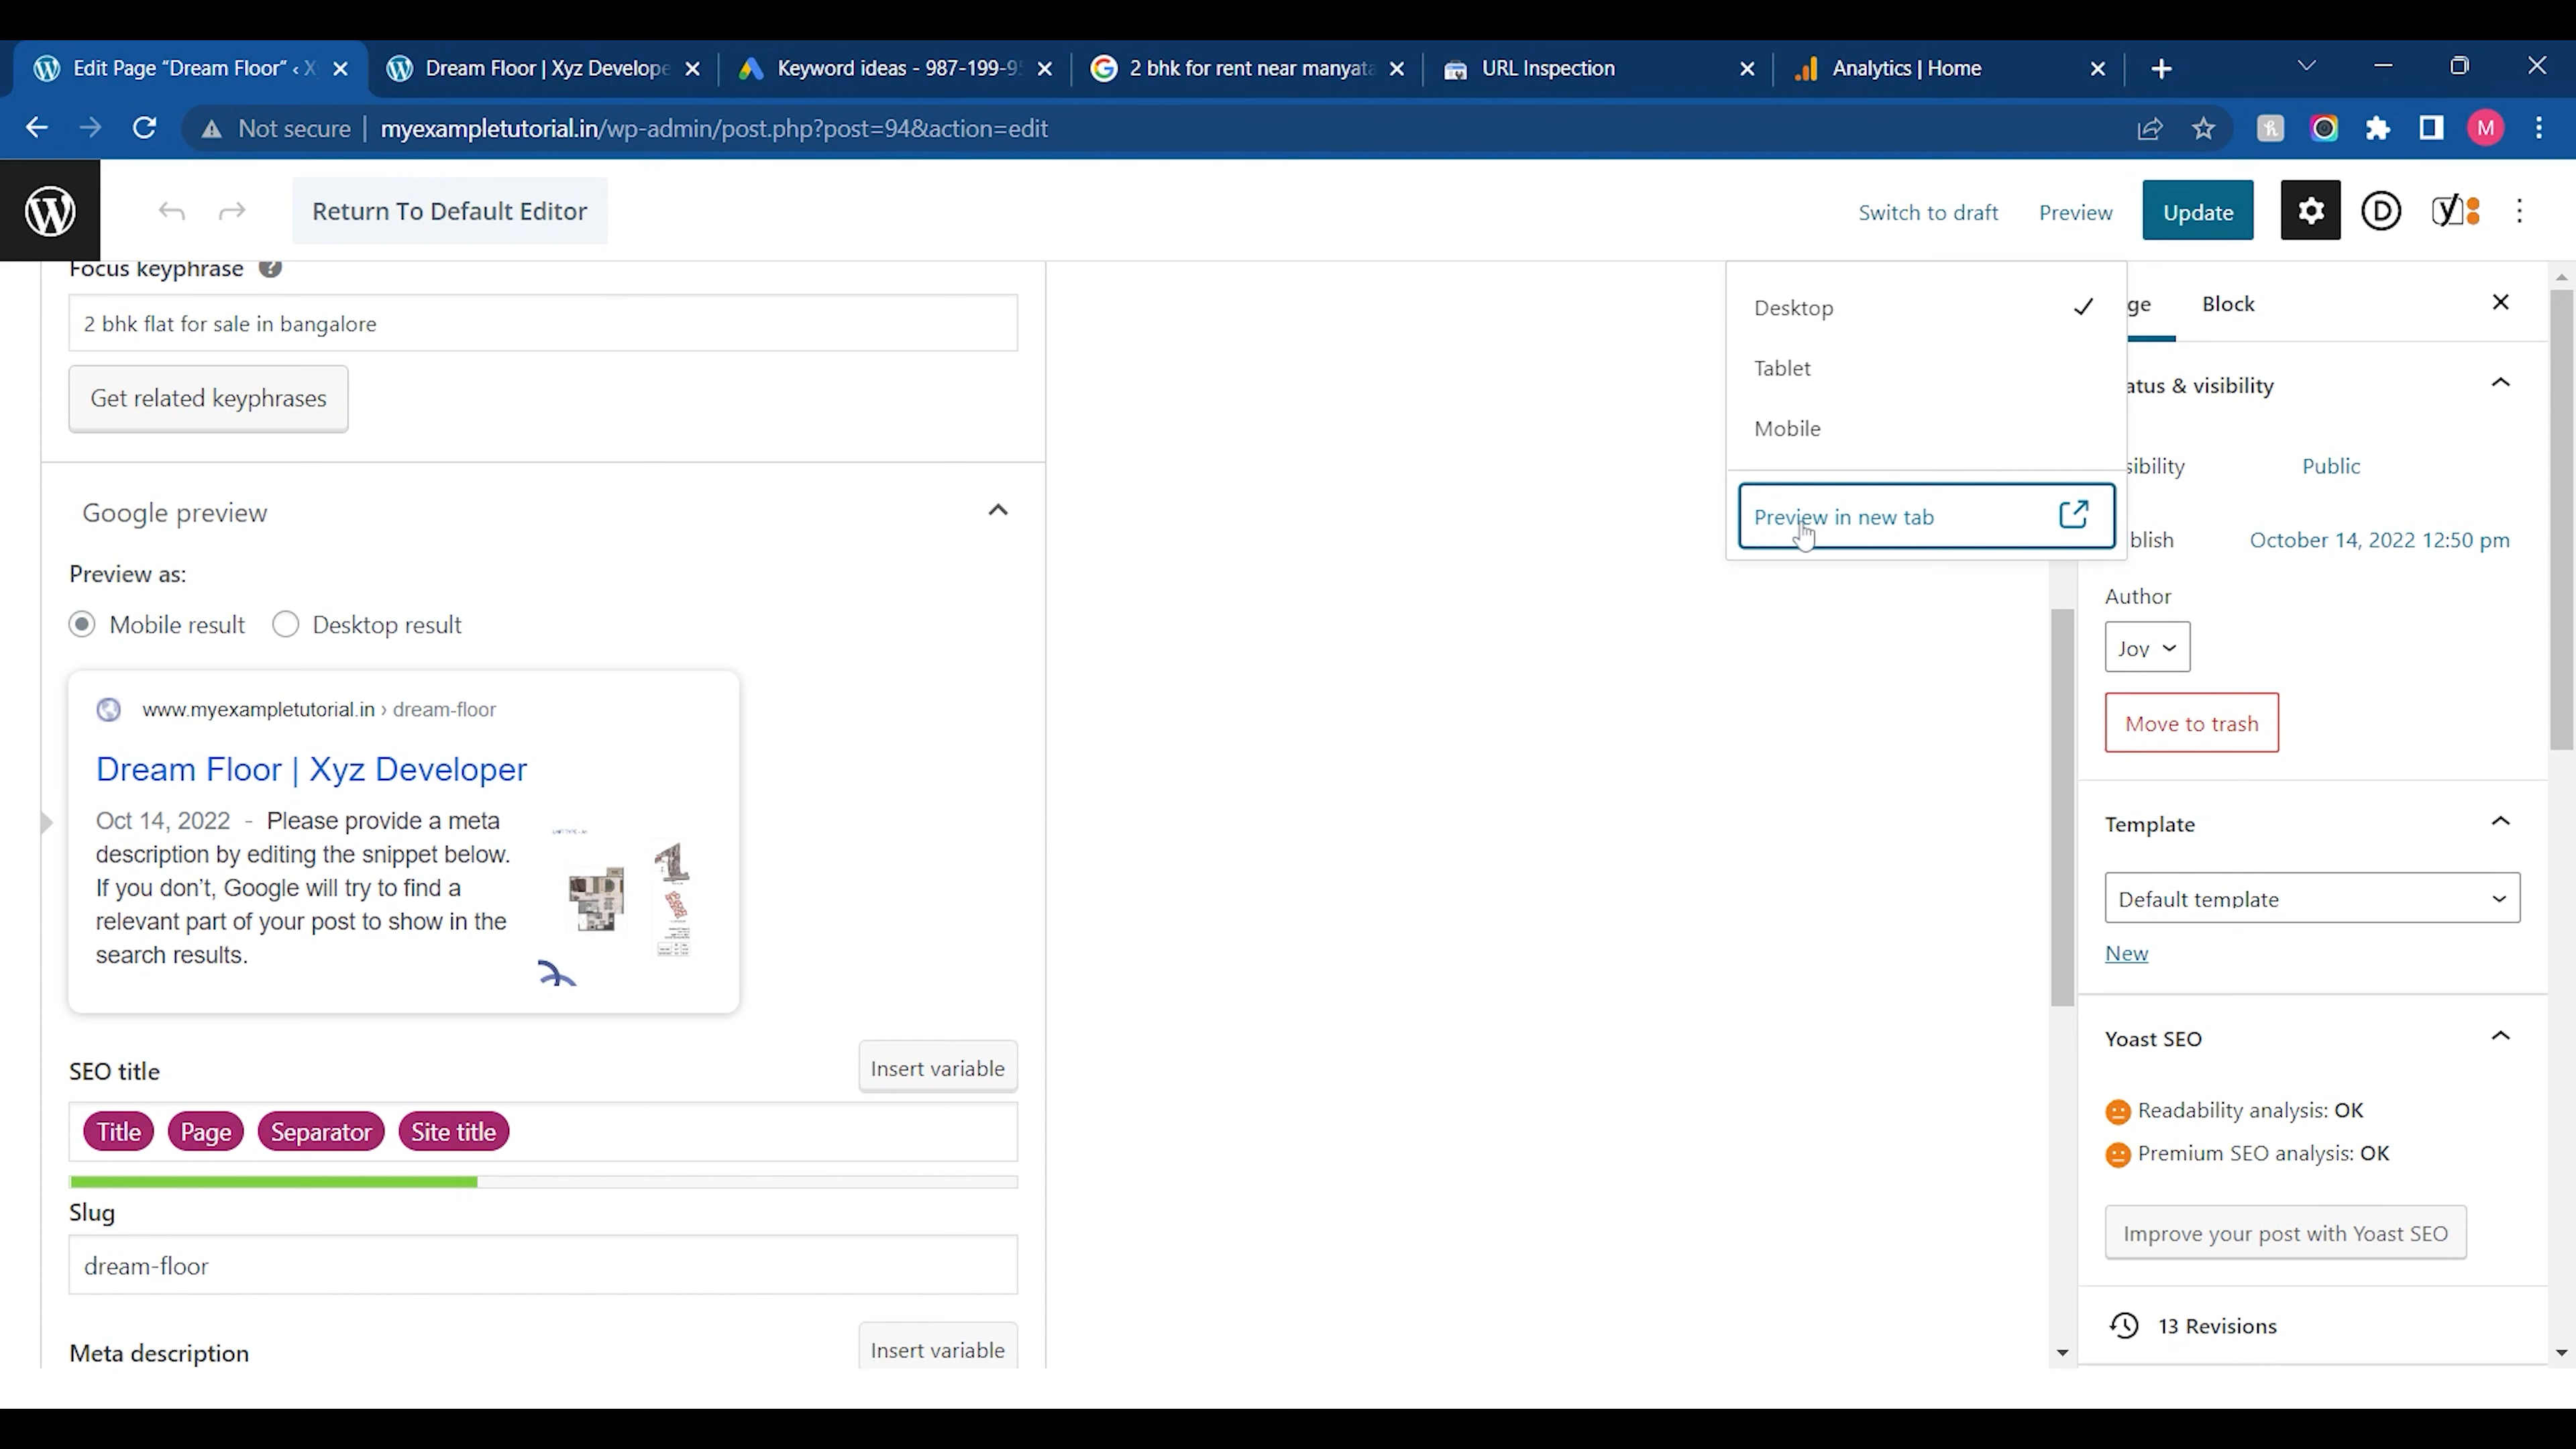 Edit Page “Dream Floor” ‹ X
Dream Floor | Xyz Develope
Keyword ideas - 987-199-9
2 bhk for rent near manyata
URL Inspection
Analytics | Home
Not secure
myexampletutorial.in/wp-admin/post.php?post=94&action=edit
M
Return To Default Editor
Switch to draft
Preview
Update
Focus keyphrase
2 bhk flat for sale in bangalore
Get related keyphrases
Google preview
Preview as:
Mobile result
Desktop result
www.myexampletutorial.in › dream-floor
Dream Floor | Xyz Developer
Oct 14, 2022 - Please provide a meta
description by editing the snippet below.
If you don’t, Google will try to find a
relevant part of your post to show in the
search results.
SEO title
Insert variable
Title
Page
Separator
Site title
Slug
dream-floor
Meta description
Insert variable
Desktop
Tablet
Mobile
Preview in new tab
ge
Block
atus & visibility
sibility
Public
blish
October 14, 2022 12:50 pm
Author
Joy
Move to trash
Template
Default template
New
Yoast SEO
Readability analysis: OK
Premium SEO analysis: OK
Improve your post with Yoast SEO
13 Revisions